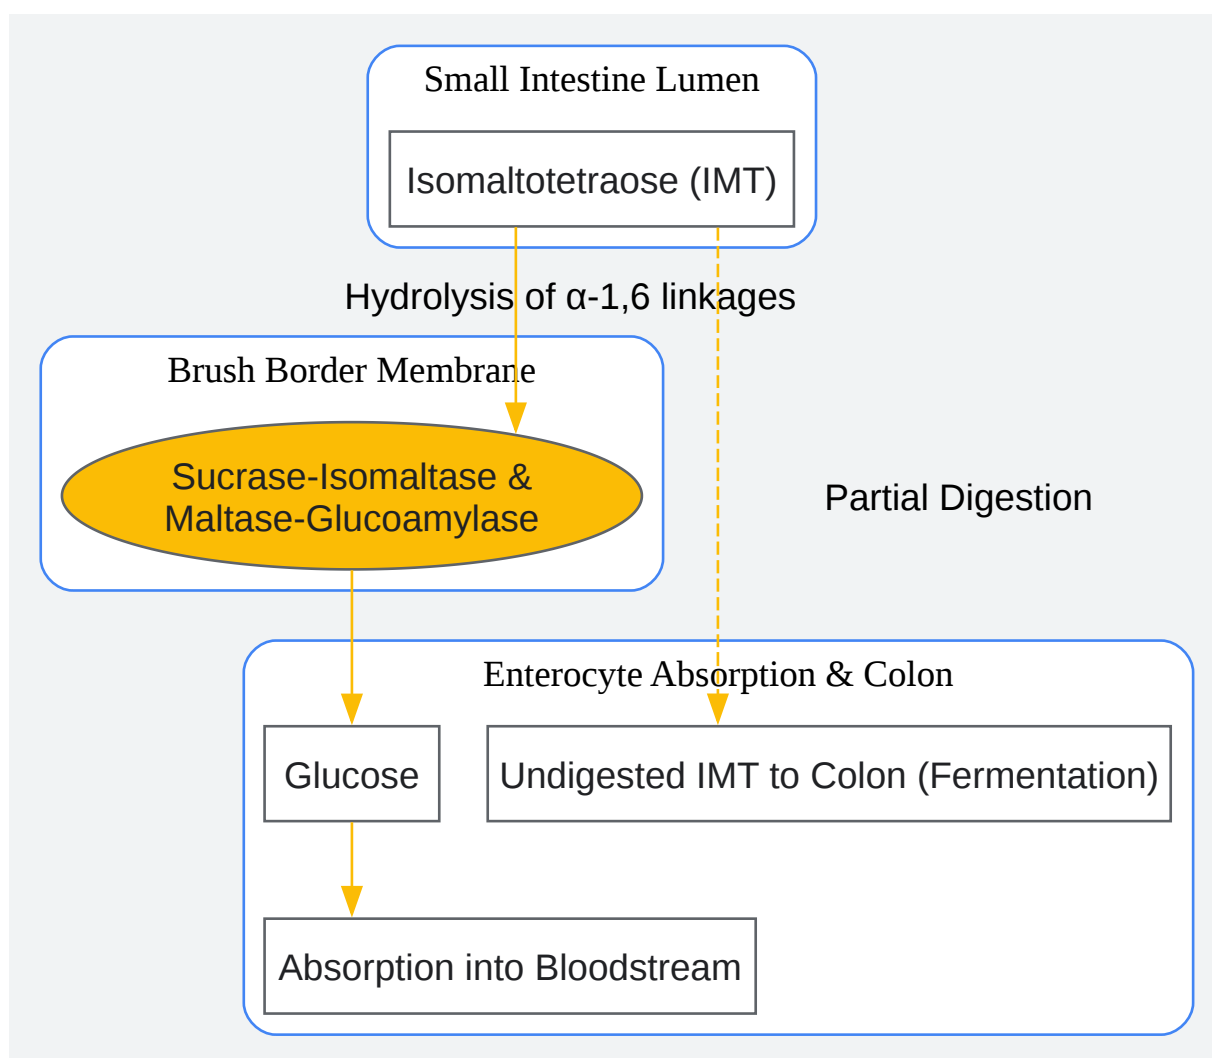 Small Intestine Lumen
Isomaltotetraose (IMT)
Hydrolysis of α-1,6 linkages
Brush Border Membrane
Sucrase-Isomaltase &
Maltase-Glucoamylase
Partial Digestion
Enterocyte Absorption & Colon
Glucose
Undigested IMT to Colon (Fermentation)
Absorption into Bloodstream